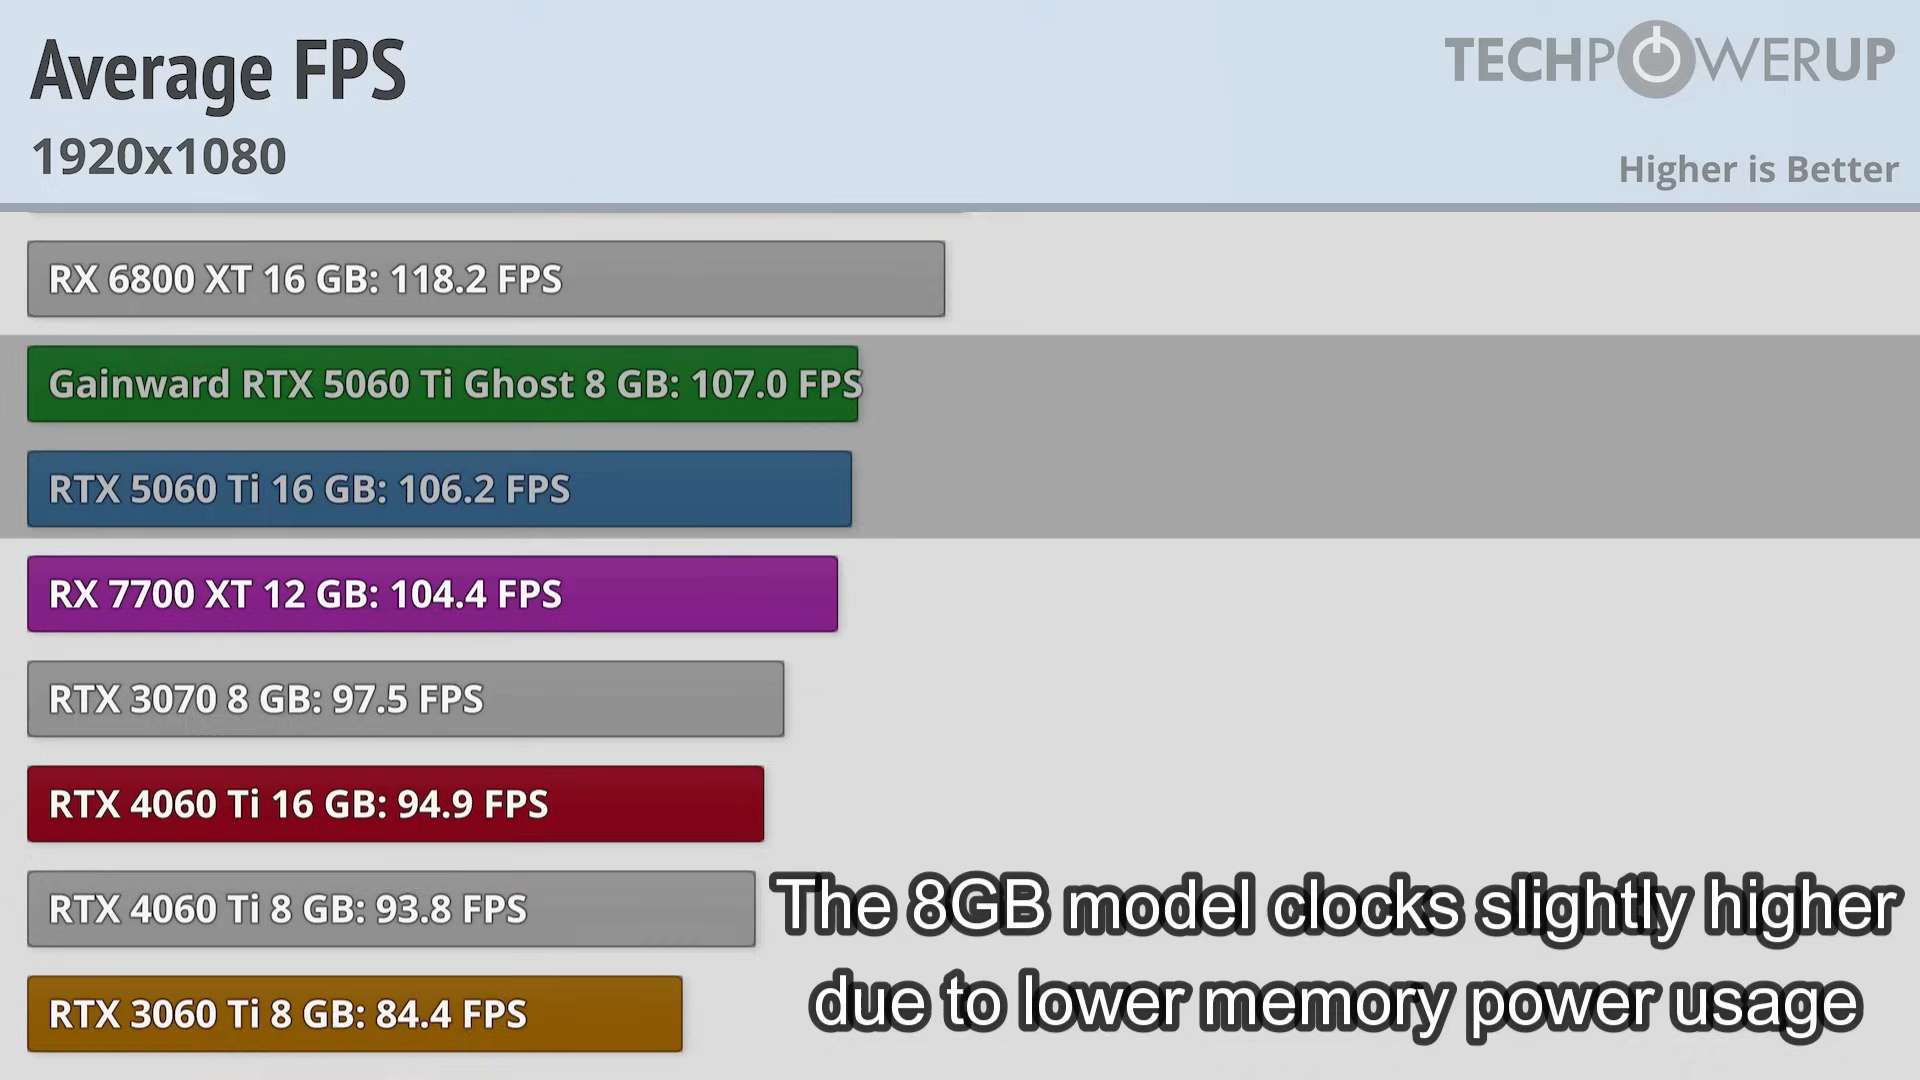 Average FPS
TECHPOWERUP
1920x1080
Higher is Better
RX 6800 XT 16 GB: 118.2 FPS
Gainward RTX 5060 Ti Ghost 8 GB: 107.0 FPS
RTX 5060 Ti 16 GB: 106.2 FPS
RX 7700 XT 12 GB: 104.4 FPS
RTX 3070 8 GB: 97.5 FPS
RTX 4060 Ti 16 GB: 94.9 FPS
RTX 4060 Ti 8 GB: 93.8 FPS
RTX 3060 Ti 8 GB: 84.4 FPS
The 8GB model clocks slightly higher
due to lower memory power usage